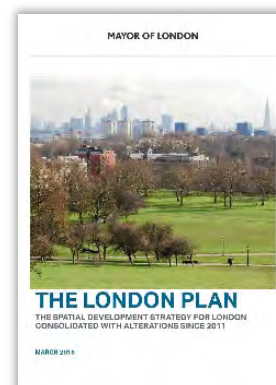 MAYOR OF LONDON
THE LONDON PLAN
THE SPATIAL DEVELOPMENT STRATEGY FOR LONDON
CONSOLIDATED WITH ALTERATIONS SINCE 2011
MARCH 2015